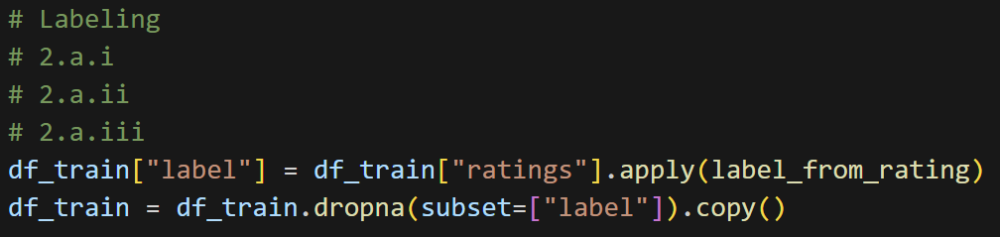 # Labeling
# 2.a.i
# 2.a.ii
# 2.a.iii
df_train["label"] = df_train["ratings"].apply(label_from_rating)
df_train = df_train.dropna(subset=["label"]).copy()